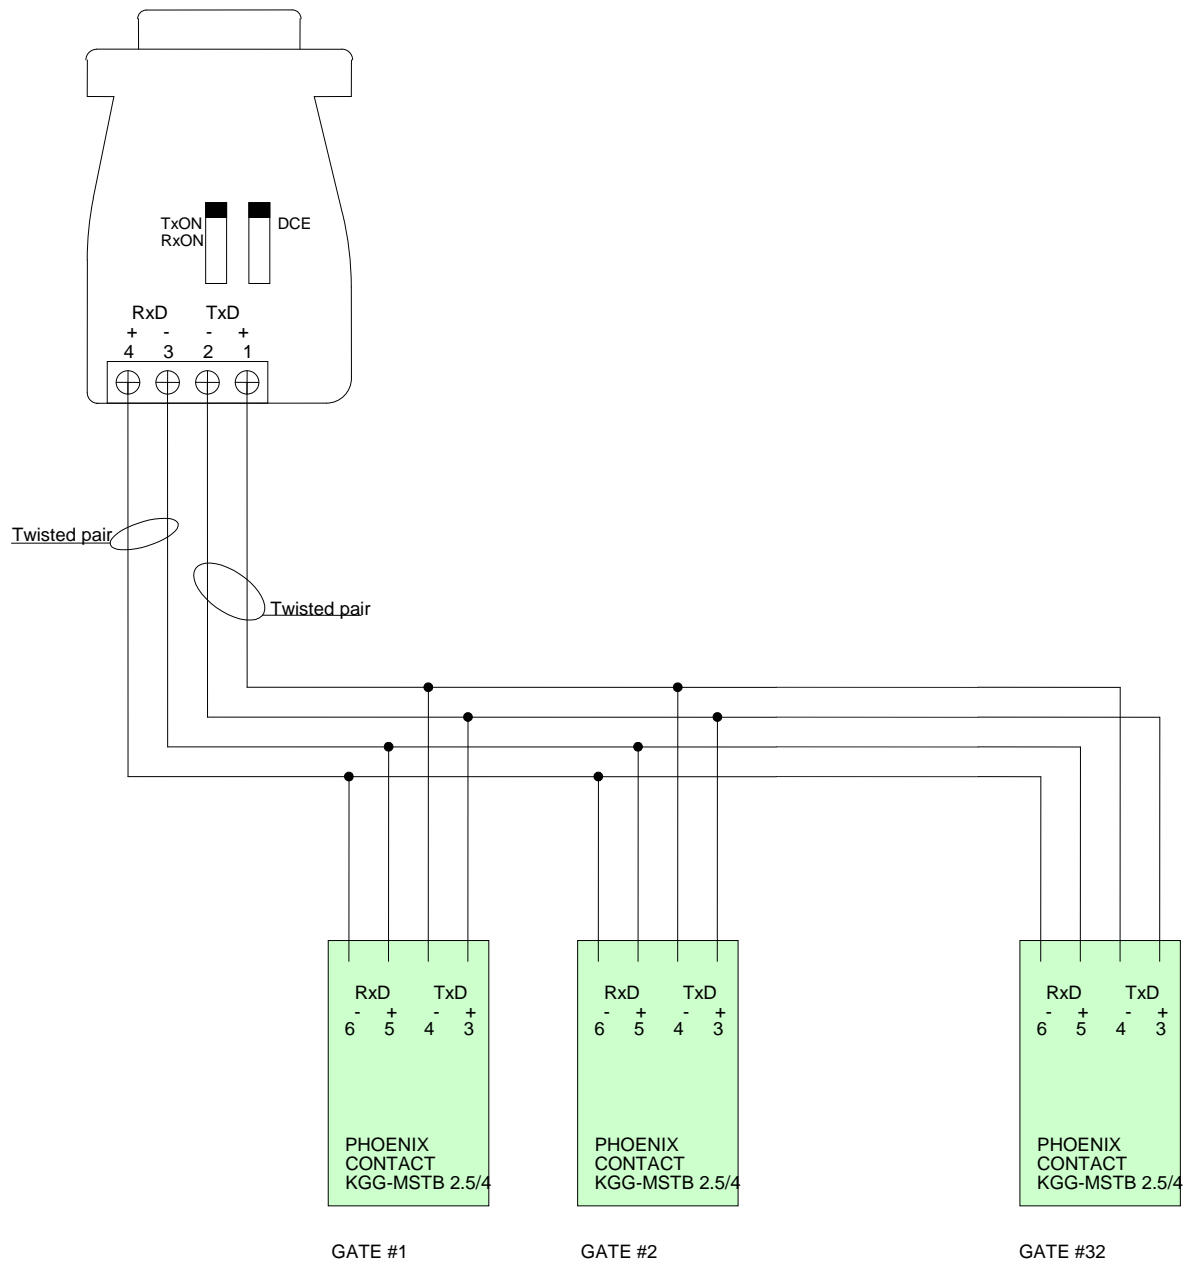 TxON
RxON
DCE
RxD TxD
+ - - +
4 3 2 1
Twisted pair
Twisted pair
RxD TxD
- + - +
6 5 4 3
PHOENIX
CONTACT
KGG-MSTB 2.5/4
GATE #1
RxD TxD
- + - +
6 5 4 3
PHOENIX
CONTACT
KGG-MSTB 2.5/4
GATE #2
RxD TxD
- + - +
6 5 4 3
PHOENIX
CONTACT
KGG-MSTB 2.5/4
GATE #32